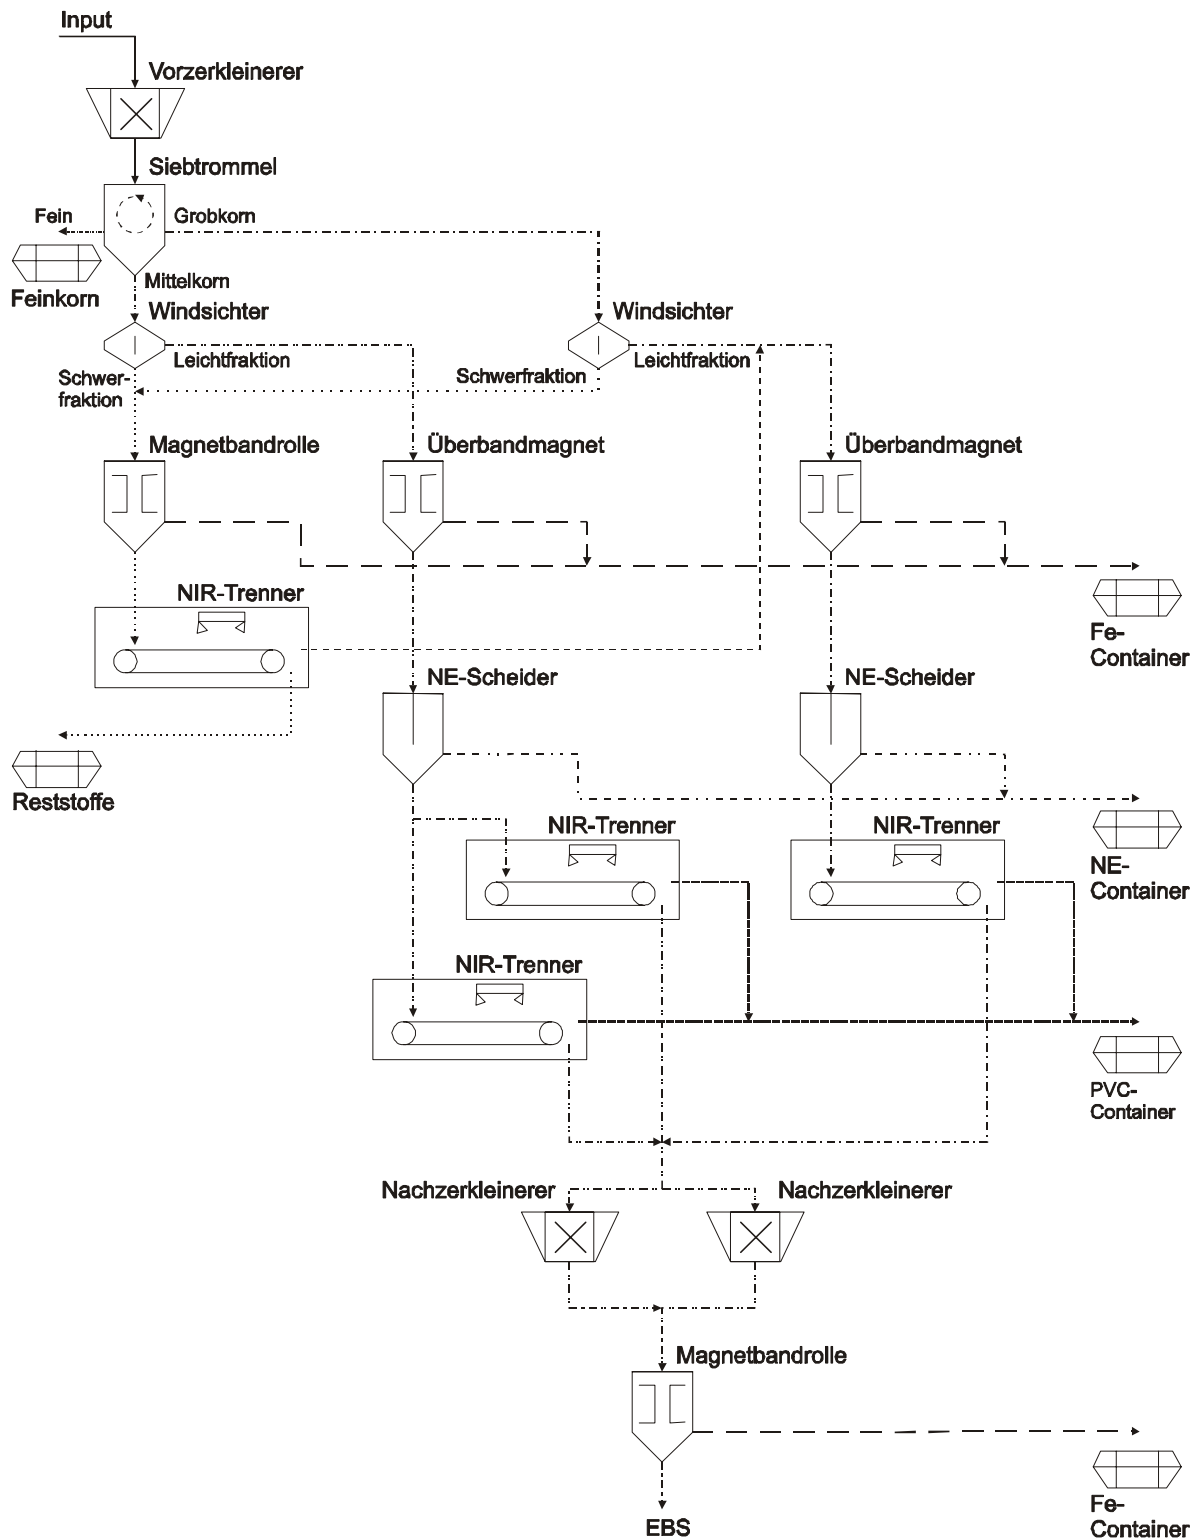 Input
Vorzerkleinerer
Siebtrommel
Fein
Grobkorn
Feinkorn
Mittelkorn
Windsichter
Windsichter
Leichtfraktion
Leichtfraktion
Schwer-
fraktion
Schwerfraktion
Magnetbandrolle
Überbandmagnet
Überbandmagnet
NIR-Trenner
Fe-
Container
NE-Scheider
NE-Scheider
Reststoffe
NIR-Trenner
NIR-Trenner
NE-
Container
NIR-Trenner
PVC-
Container
Nachzerkleinerer
Nachzerkleinerer
Magnetbandrolle
Fe-
Container
EBS